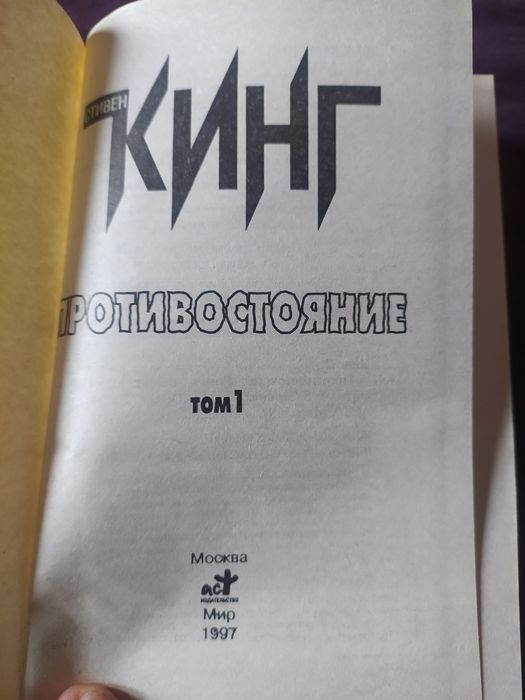 СТИВЕН
КИНГ
ПРОТИВОСТОЯНИЕ
ТОМ 1
Москва
аст
издательство
Мир
1997